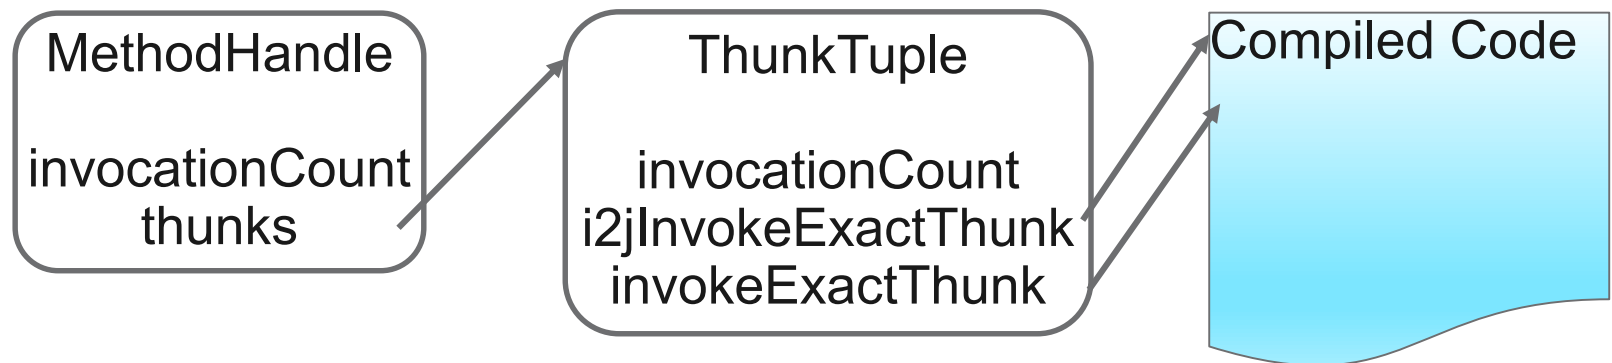 MethodHandle
invocationCount
thunks
ThunkTuple
invocationCount
i2jInvokeExactThunk
invokeExactThunk
Compiled Code